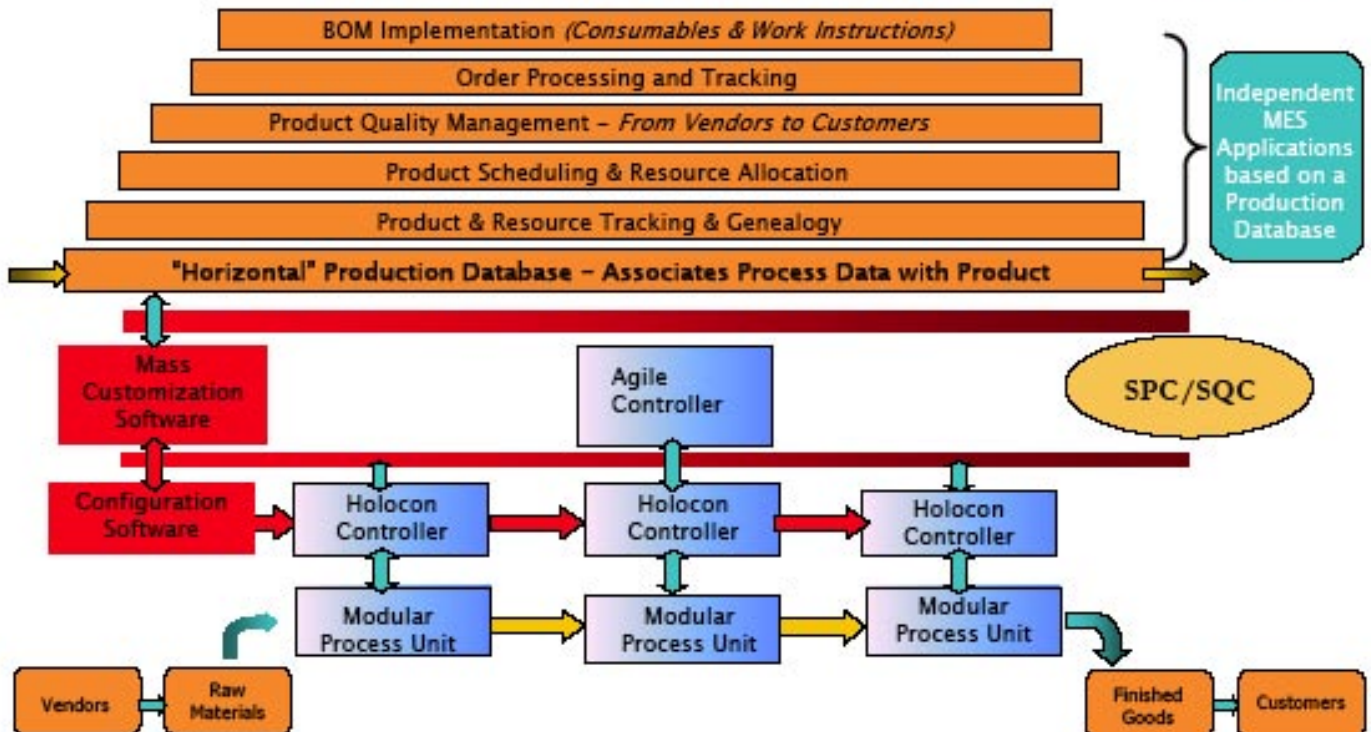 BOM Implementation (Consumables & Work Instructions)
Order Processing and Tracking
Product Quality Management – From Vendors to Customers
Product Scheduling & Resource Allocation
Product & Resource Tracking & Genealogy
"Horizontal" Production Database – Associates Process Data with Product
Independent
MES
Applications
based on a
Production
Database
Mass
Customization
Software
Agile
Controller
SPC/SQC
Configuration
Software
Holocon
Controller
Holocon
Controller
Holocon
Controller
Modular
Process Unit
Modular
Process Unit
Modular
Process Unit
Vendors
Raw
Materials
Finished
Goods
Customers